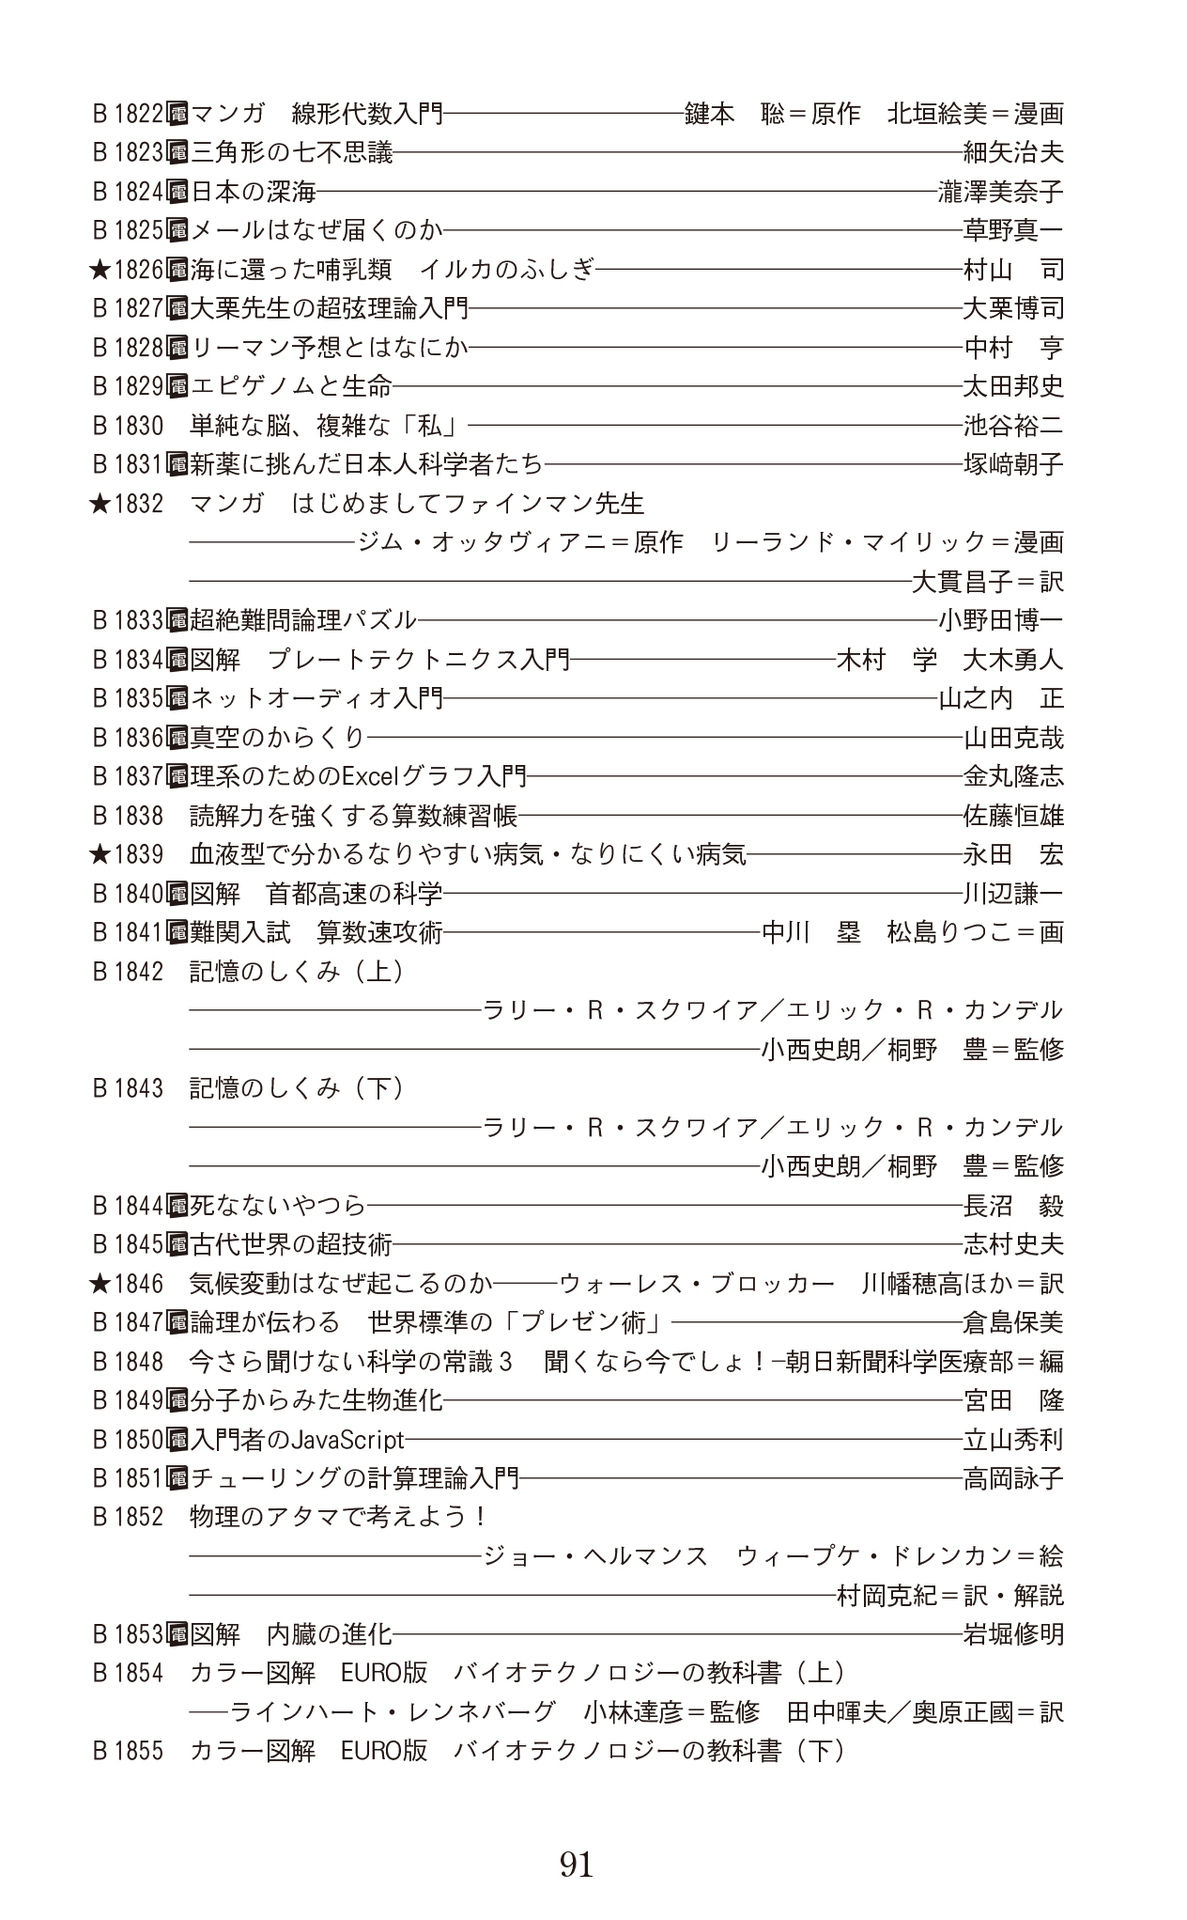 B1822電マンガ　線形代数入門――鍵本　聡＝原作　北垣絵美＝漫画
B1823電三角形の七不思議――細矢治夫
B1824電日本の深海――瀧澤美奈子
B1825電メールはなぜ届くのか――草野真一
★1826電海に還った哺乳類　イルカのふしぎ――村山　司
B1827電大栗先生の超弦理論入門――大栗博司
B1828電リーマン予想とはなにか――中村　亨
B1829電エピゲノムと生命――太田邦史
B1830　単純な脳、複雑な「私」――池谷裕二
B1831電新薬に挑んだ日本人科学者たち――塚﨑朝子
★1832　マンガ　はじめましてファインマン先生
――ジム・オッタヴィアニ＝原作　リーランド・マイリック＝漫画
――大貫昌子＝訳
B1833電超絶難問論理パズル――小野田博一
B1834電図解　プレートテクトニクス入門――木村　学　大木勇人
B1835電ネットオーディオ入門――山之内　正
B1836電真空のからくり――山田克哉
B1837電理系のためのExcelグラフ入門――金丸隆志
B1838　読解力を強くする算数練習帳――佐藤恒雄
★1839　血液型で分かるなりやすい病気・なりにくい病気――永田　宏
B1840電図解　首都高速の科学――川辺謙一
B1841電難関入試　算数速攻術――中川　塁　松島りつこ＝画
B1842　記憶のしくみ（上）
――ラリー・R・スクワイア／エリック・R・カンデル
――小西史朗／桐野　豊＝監修
B1843　記憶のしくみ（下）
――ラリー・R・スクワイア／エリック・R・カンデル
――小西史朗／桐野　豊＝監修
B1844電死なないやつら――長沼　毅
B1845電古代世界の超技術――志村史夫
★1846　気候変動はなぜ起こるのか――ウォーレス・ブロッカー　川幡穂高ほか＝訳
B1847電論理が伝わる　世界標準の「プレゼン術」――倉島保美
B1848　今さら聞けない科学の常識３　聞くなら今でしょ！―朝日新聞科学医療部＝編
B1849電分子からみた生物進化――宮田　隆
B1850電入門者のJavaScript――立山秀利
B1851電チューリングの計算理論入門――高岡詠子
B1852　物理のアタマで考えよう！
――ジョー・ヘルマンス　ウィープケ・ドレンカン＝絵
――村岡克紀＝訳・解説
B1853電図解　内臓の進化――岩堀修明
B1854　カラー図解　EURO版　バイオテクノロジーの教科書（上）
――ラインハート・レンネバーグ　小林達彦＝監修　田中暉夫／奥原正國＝訳
B1855　カラー図解　EURO版　バイオテクノロジーの教科書（下）
91